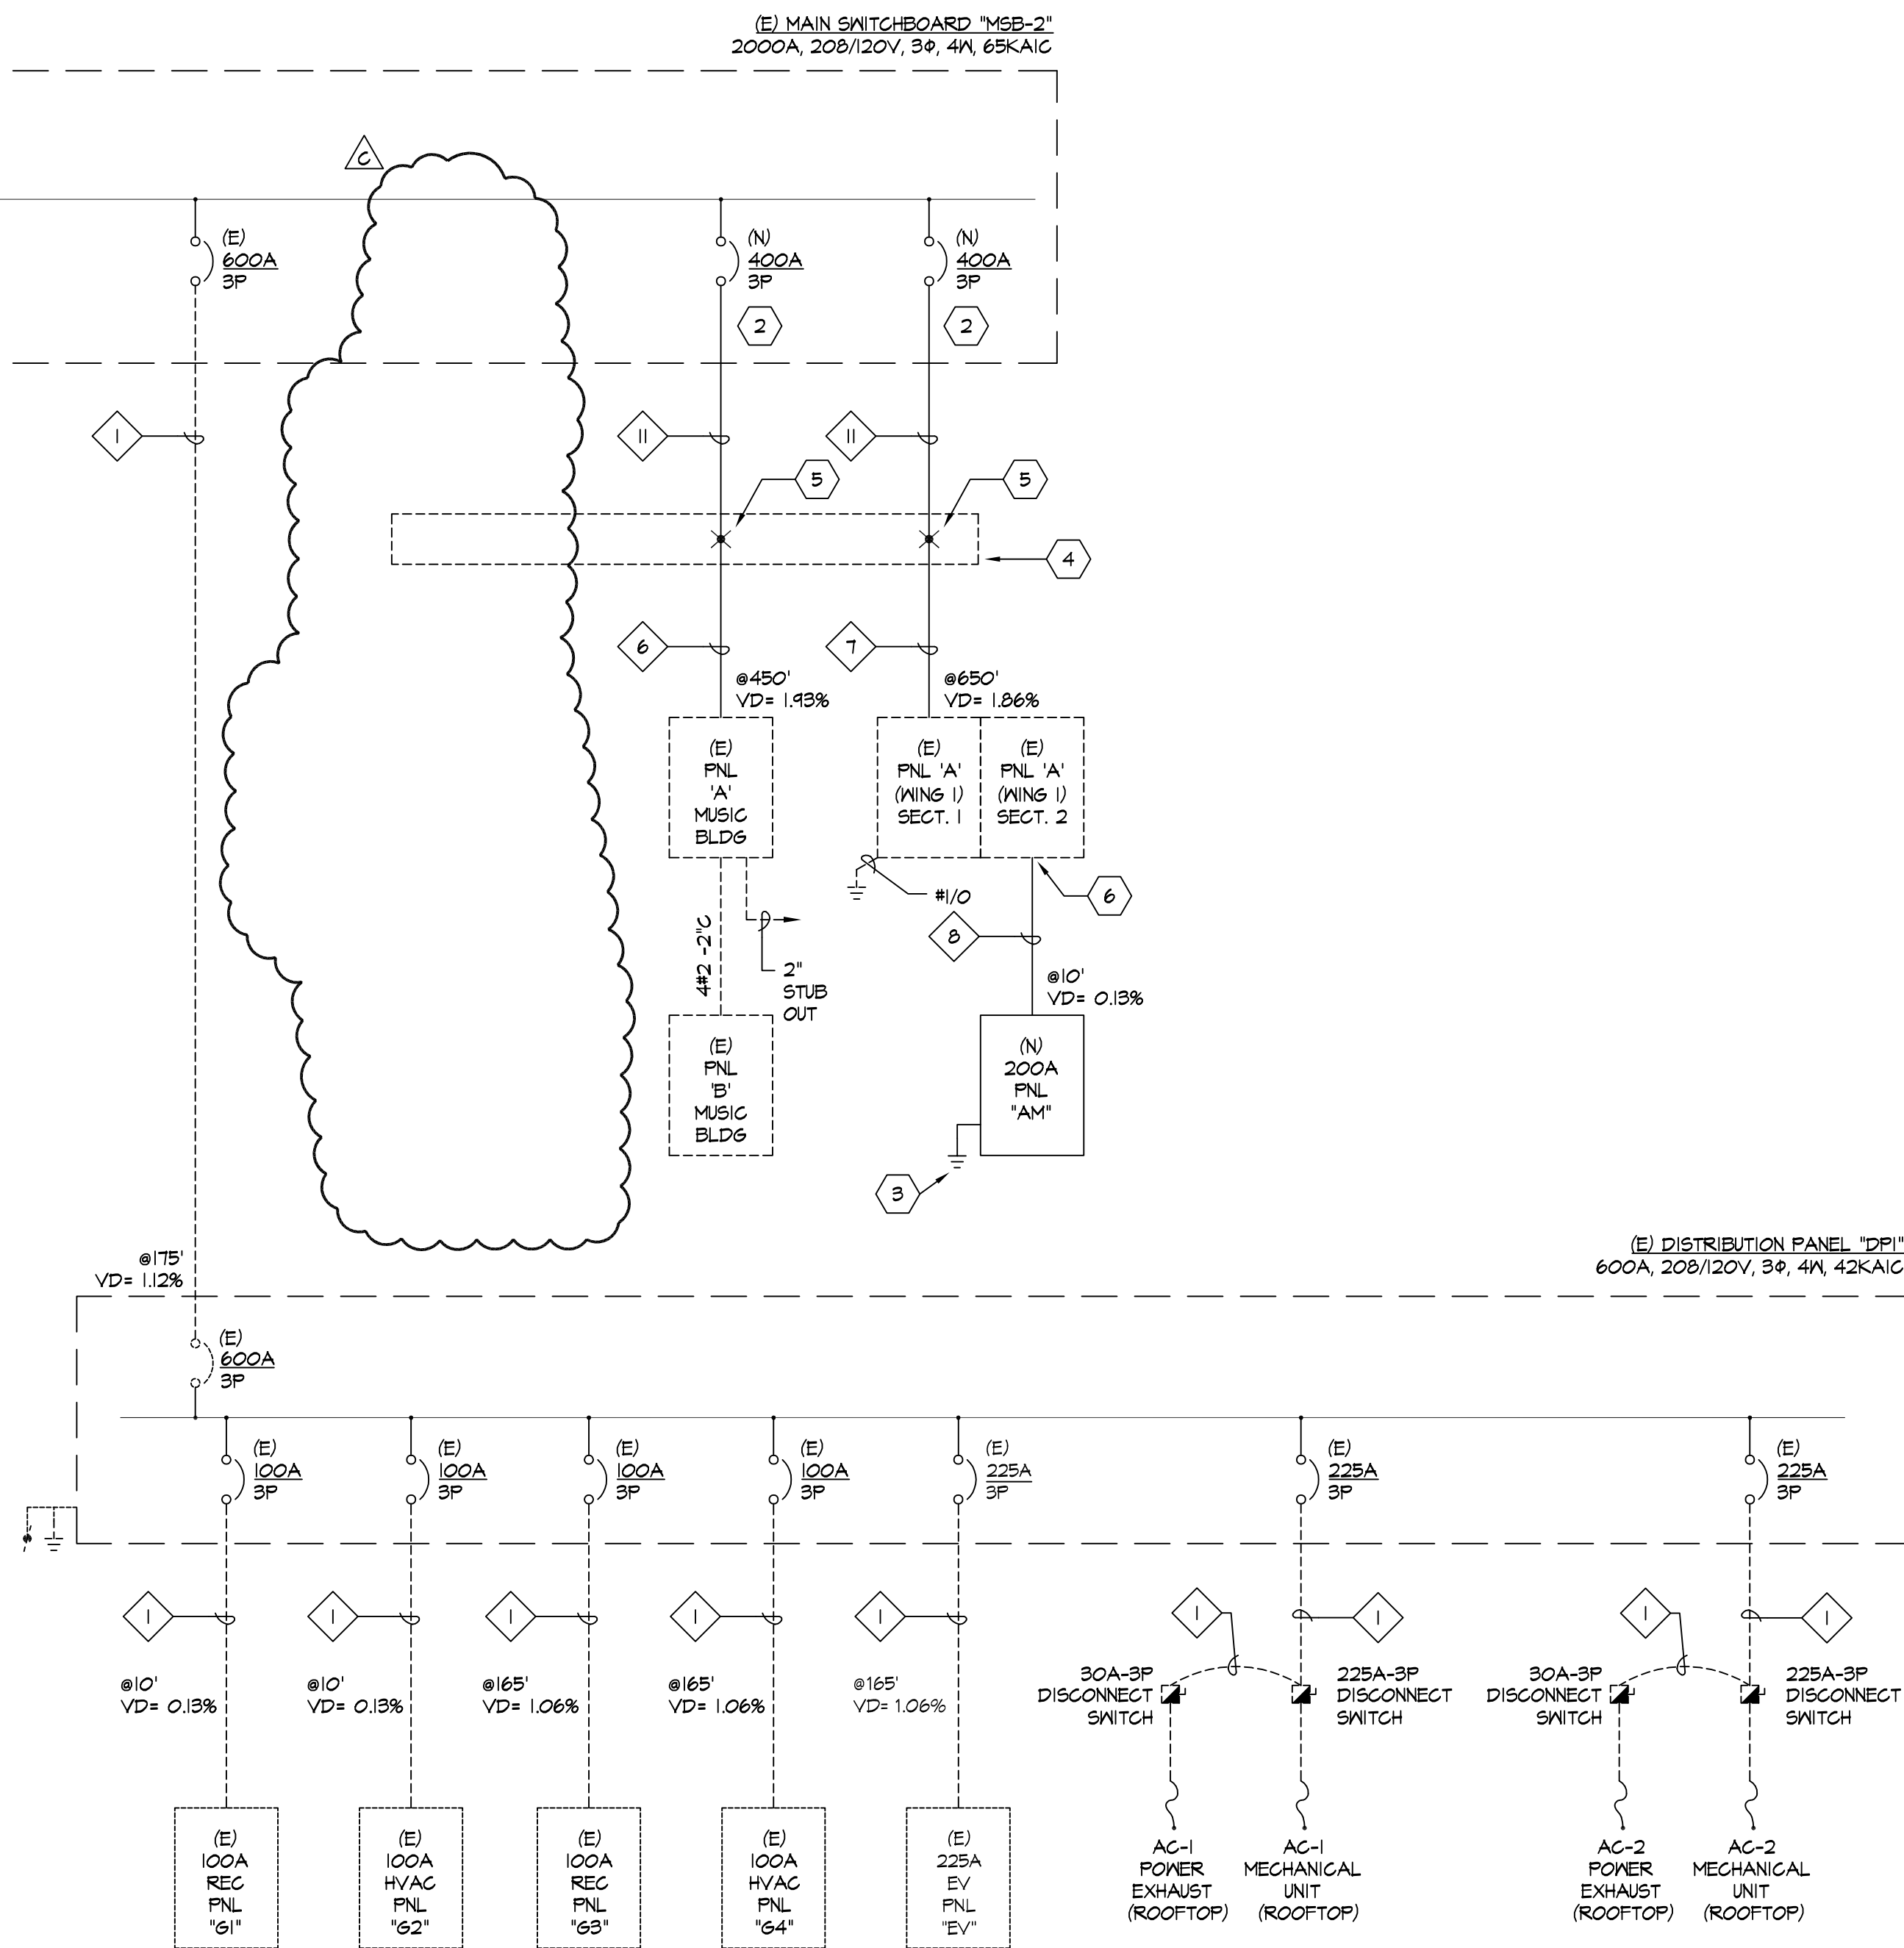 (E) MAIN SWITCHBOARD "MSB-2"
2000A, 208/120V, 3Φ, 4W, 65KAIC
C
(E)
600A
3P
(N)
400A
3P
(N)
400A
3P
2
2
1
11
11
5
5
4
6
7
@450'
VD= 1.93%
@650'
VD= 1.86%
(E)
PNL
'A'
MUSIC
BLDG
(E)
PNL 'A'
(WING 1)
SECT. 1
(E)
PNL 'A'
(WING 1)
SECT. 2
#1/0
6
8
4#2 -2"C
2"
STUB
OUT
@10'
VD= 0.13%
(E)
PNL
'B'
MUSIC
BLDG
(N)
200A
PNL
"AM"
3
@175'
VD= 1.12%
(E) DISTRIBUTION PANEL "DP1"
600A, 208/120V, 3Φ, 4W, 42KAIC
(E)
600A
3P
(E)
100A
3P
(E)
100A
3P
(E)
100A
3P
(E)
100A
3P
(E)
225A
3P
(E)
225A
3P
(E)
225A
3P
1
1
1
1
1
1
1
1
1
@10'
VD= 0.13%
@10'
VD= 0.13%
@165'
VD= 1.06%
@165'
VD= 1.06%
@165'
VD= 1.06%
30A-3P
DISCONNECT
SWITCH
225A-3P
DISCONNECT
SWITCH
30A-3P
DISCONNECT
SWITCH
225A-3P
DISCONNECT
SWITCH
(E)
100A
REC
PNL
"G1"
(E)
100A
HVAC
PNL
"G2"
(E)
100A
REC
PNL
"G3"
(E)
100A
HVAC
PNL
"G4"
(E)
225A
EV
PNL
"EV"
AC-1
POWER
EXHAUST
(ROOFTOP)
AC-1
MECHANICAL
UNIT
(ROOFTOP)
AC-2
POWER
EXHAUST
(ROOFTOP)
AC-2
MECHANICAL
UNIT
(ROOFTOP)